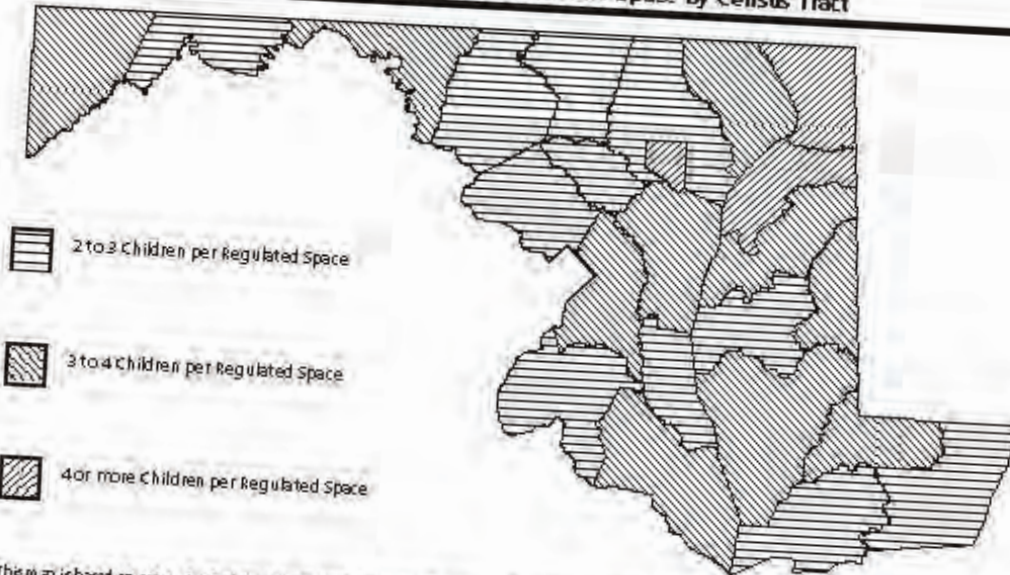 by Census Tract
2 to 3 Children per Regulated Space
3 to 4 Children per Regulated Space
4 or more Children per Regulated Space
This map is based